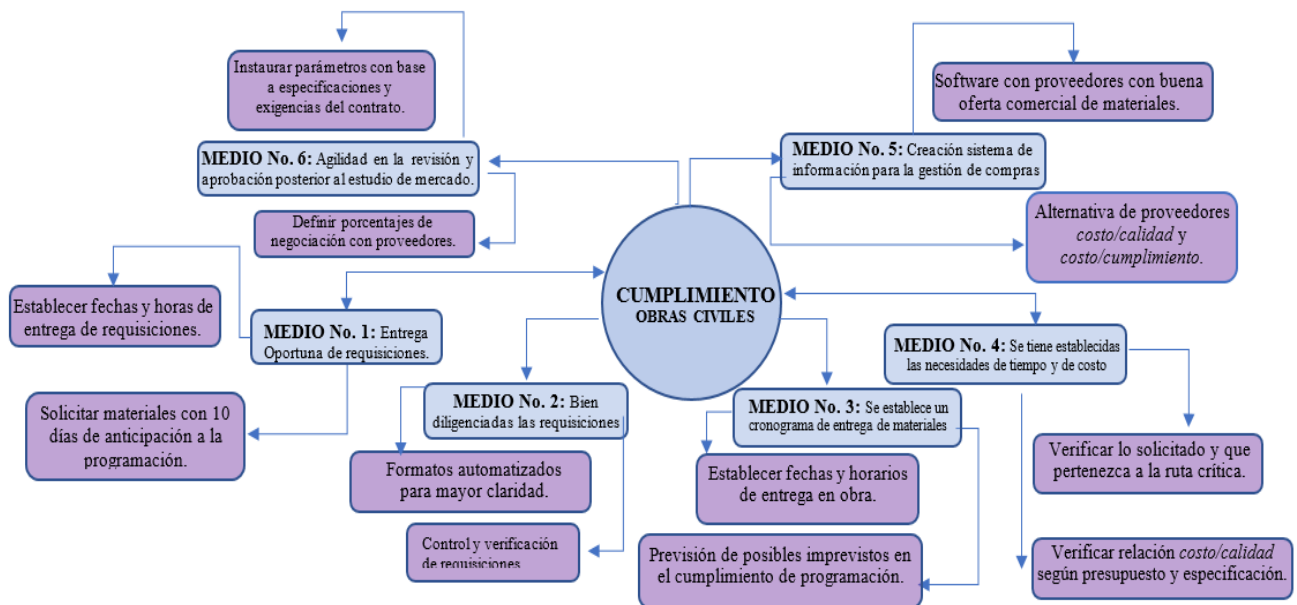 Instaurar parámetros con base
a especificaciones y
exigencias del contrato.
MEDIO No. 6: Agilidad en la revisión y
aprobación posterior al estudio de mercado.
Definir porcentajes de
negociación con proveedores.
Software con proveedores con buena
oferta comercial de materiales.
MEDIO No. 5: Creación sistema de
información para la gestión de compras
Alternativa de proveedores
costo/calidad y
costo/cumplimiento.
CUMPLIMIENTO
OBRAS CIVILES
Establecer fechas y horas de
entrega de requisiciones.
MEDIO No. 1: Entrega
Oportuna de requisiciones.
Solicitar materiales con 10
días de anticipación a la
programación.
MEDIO No. 2: Bien
diligenciadas las requisiciones
Formatos automatizados
para mayor claridad.
Control y verificación
de requisiciones
MEDIO No. 3: Se establece un
cronograma de entrega de materiales
Establecer fechas y horarios
de entrega en obra.
Previsión de posibles imprevistos en
el cumplimiento de programación.
MEDIO No. 4: Se tiene establecidas
las necesidades de tiempo y de costo
Verificar lo solicitado y que
pertenezca a la ruta crítica.
Verificar relación costo/calidad
según presupuesto y especificación.